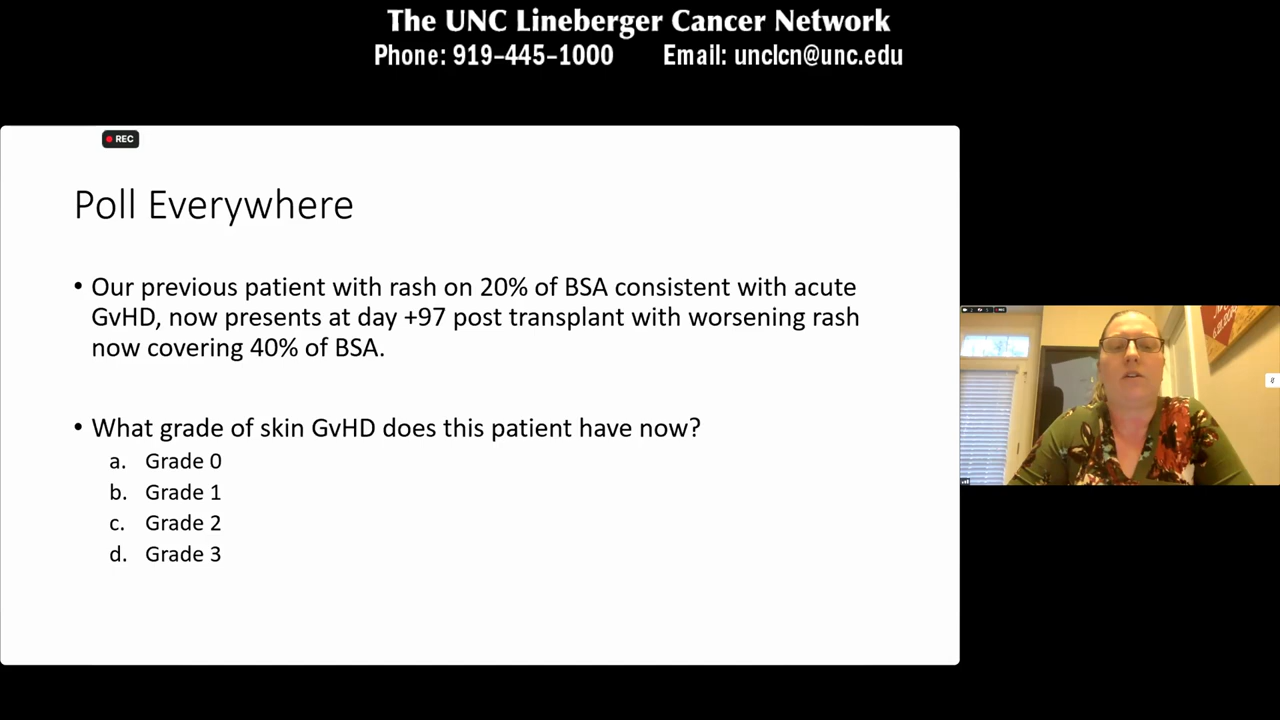 The UNC Lineberger Cancer Network
Phone: 919-445-1000 Email: unclcn@unc.edu
REC
Poll Everywhere
• Our previous patient with rash on 20% of BSA consistent with acute
GvHD, now presents at day +97 post transplant with worsening rash
now covering 40% of BSA.
• What grade of skin GvHD does this patient have now?
a. Grade 0
b. Grade 1
c. Grade 2
d. Grade 3